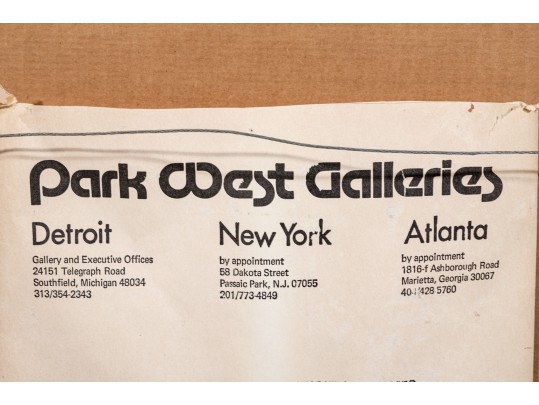 Park West Galleries
Detroit
Gallery and Executive Offices
24151 Telegraph Road
Southfield, Michigan 48034
313/354-2343
New York
by appointment
58 Dakota Street
Passaic Park, N.J. 07055
201/773-4849
Atlanta
by appointment
1816-f Ashborough Road
Marietta, Georgia 30067
428 5760